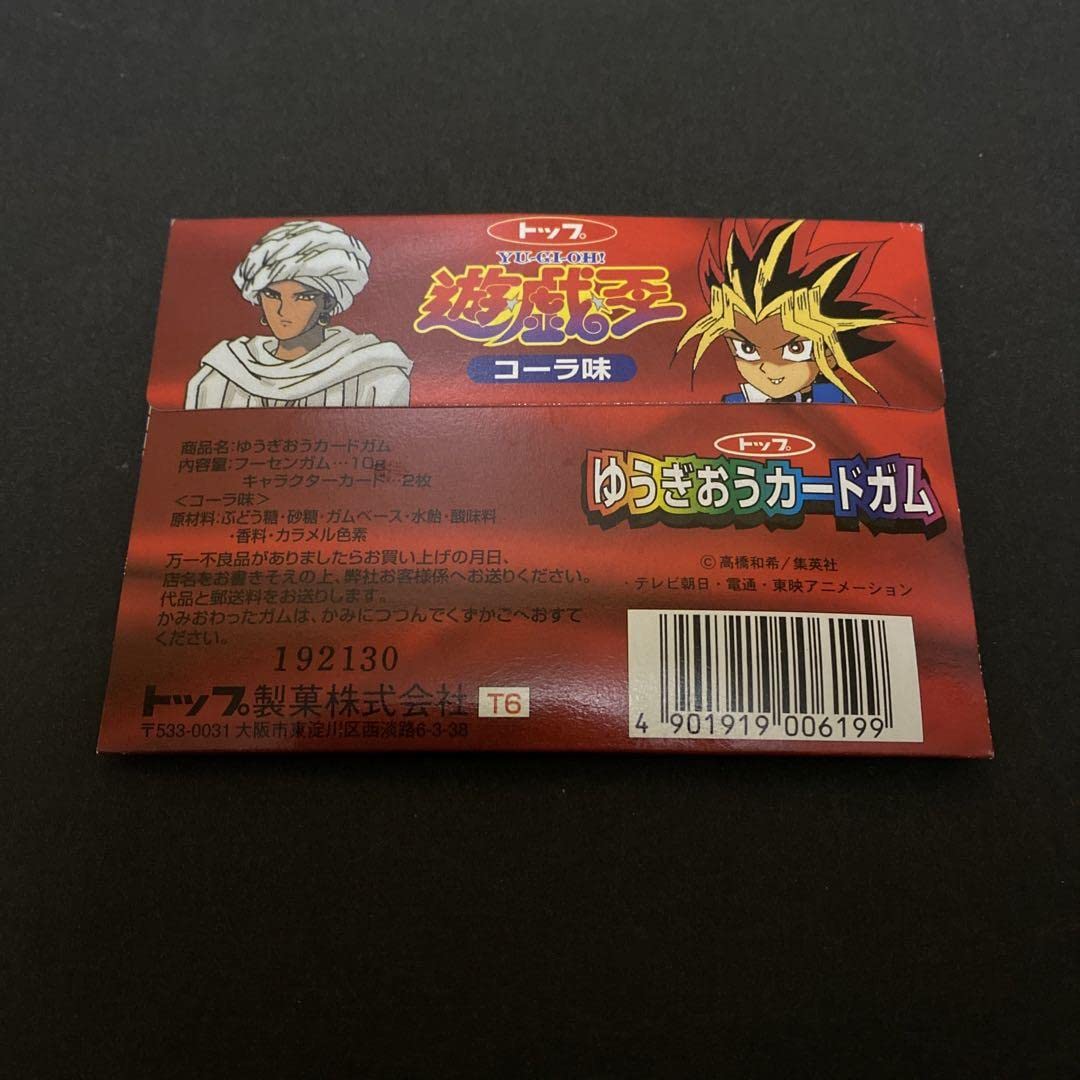 トップ。
YU-GI-OH!
遊戯王
コーラ味
商品名:ゆうぎおうカードガム
内容量:フーセンガム…10g
キャラクターカード…2枚
<コーラ味>
原材料:ぶどう糖・砂糖・ガムベース・水飴・酸味料
・香料・カラメル色素
万一不良品がありましたらお買い上げの月日、
店名をお書きそえの上、弊社お客様係へお送りください。
代品と郵送料をお送りします。
かみおわったガムは、かみにつつんでくずかごへおすて
ください。
192130
トップ。製菓株式会社 T6
〒533-0031 大阪市東淀川区西淡路6-3-38
トップ。
ゆうぎおうカードガム
©高橋和希/集英社
・テレビ朝日・電通・東映アニメーション
4 901919 006199